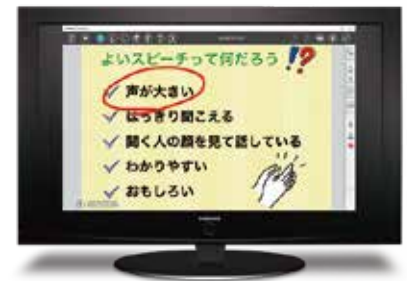 よいスピーチって何だろう !?
声が大きい
はっきり聞こえる
聞く人の顔を見て話している
わかりやすい
おもしろい
SAMSUNG